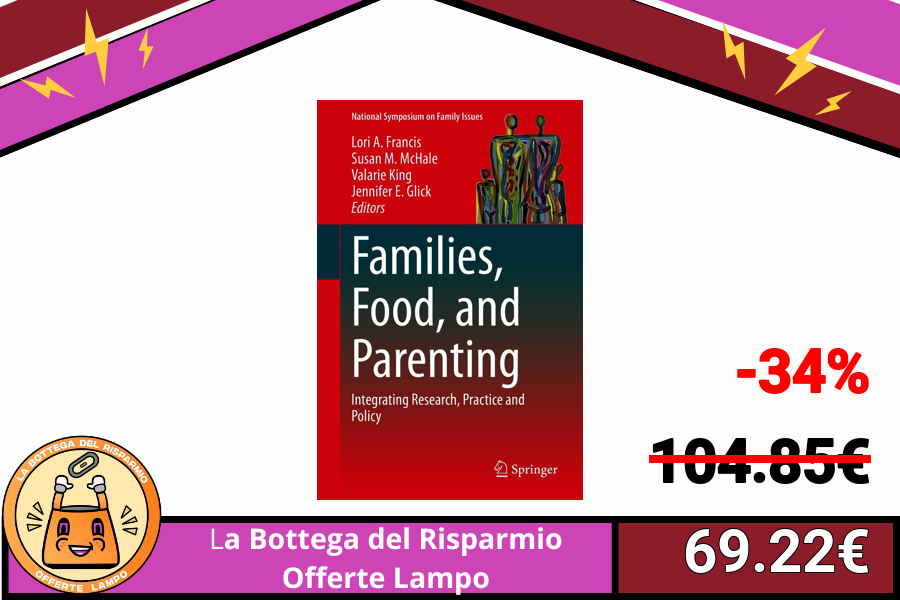 National Symposium on Family Issues
Lori A. Francis
Susan M. McHale
Valarie King
Jennifer E. Glick
Editors
Families,
Food, and
Parenting
Integrating Research, Practice and
Policy
Springer
-34%
104.85€
69.22€
LA BOTTEGA DEL RISPARMIO
OFFERTE LAMPO
La Bottega del Risparmio
Offerte Lampo